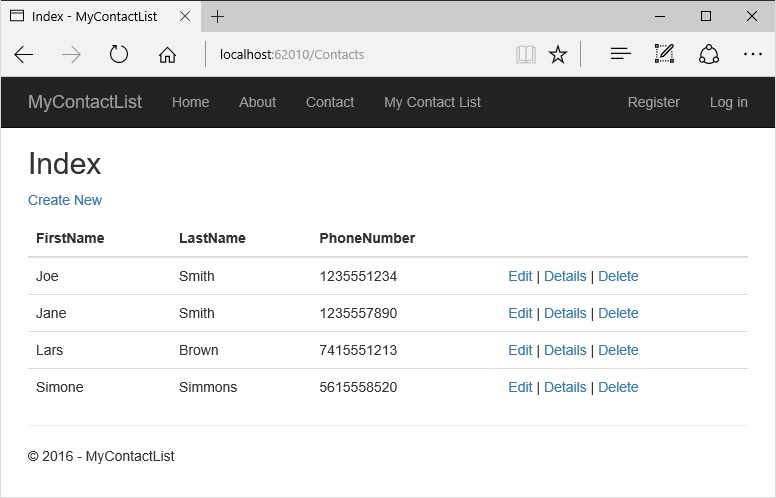 Index - MyContactList
localhost:62010/Contacts
MyContactList Home About Contact My Contact List Register Log in
Index
Create New
FirstName LastName PhoneNumber
Joe Smith 1235551234 Edit | Details | Delete
Jane Smith 1235557890 Edit | Details | Delete
Lars Brown 7415551213 Edit | Details | Delete
Simone Simmons 5615558520 Edit | Details | Delete
© 2016 - MyContactList